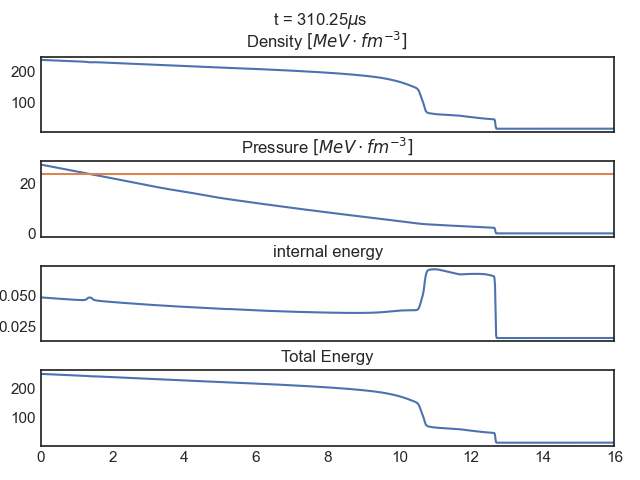 t = 310.25μs
Density [MeV · fm⁻³]
200
100
Pressure [MeV · fm⁻³]
20
0
internal energy
0.050
0.025
Total Energy
200
100
0 2 4 6 8 10 12 14 16